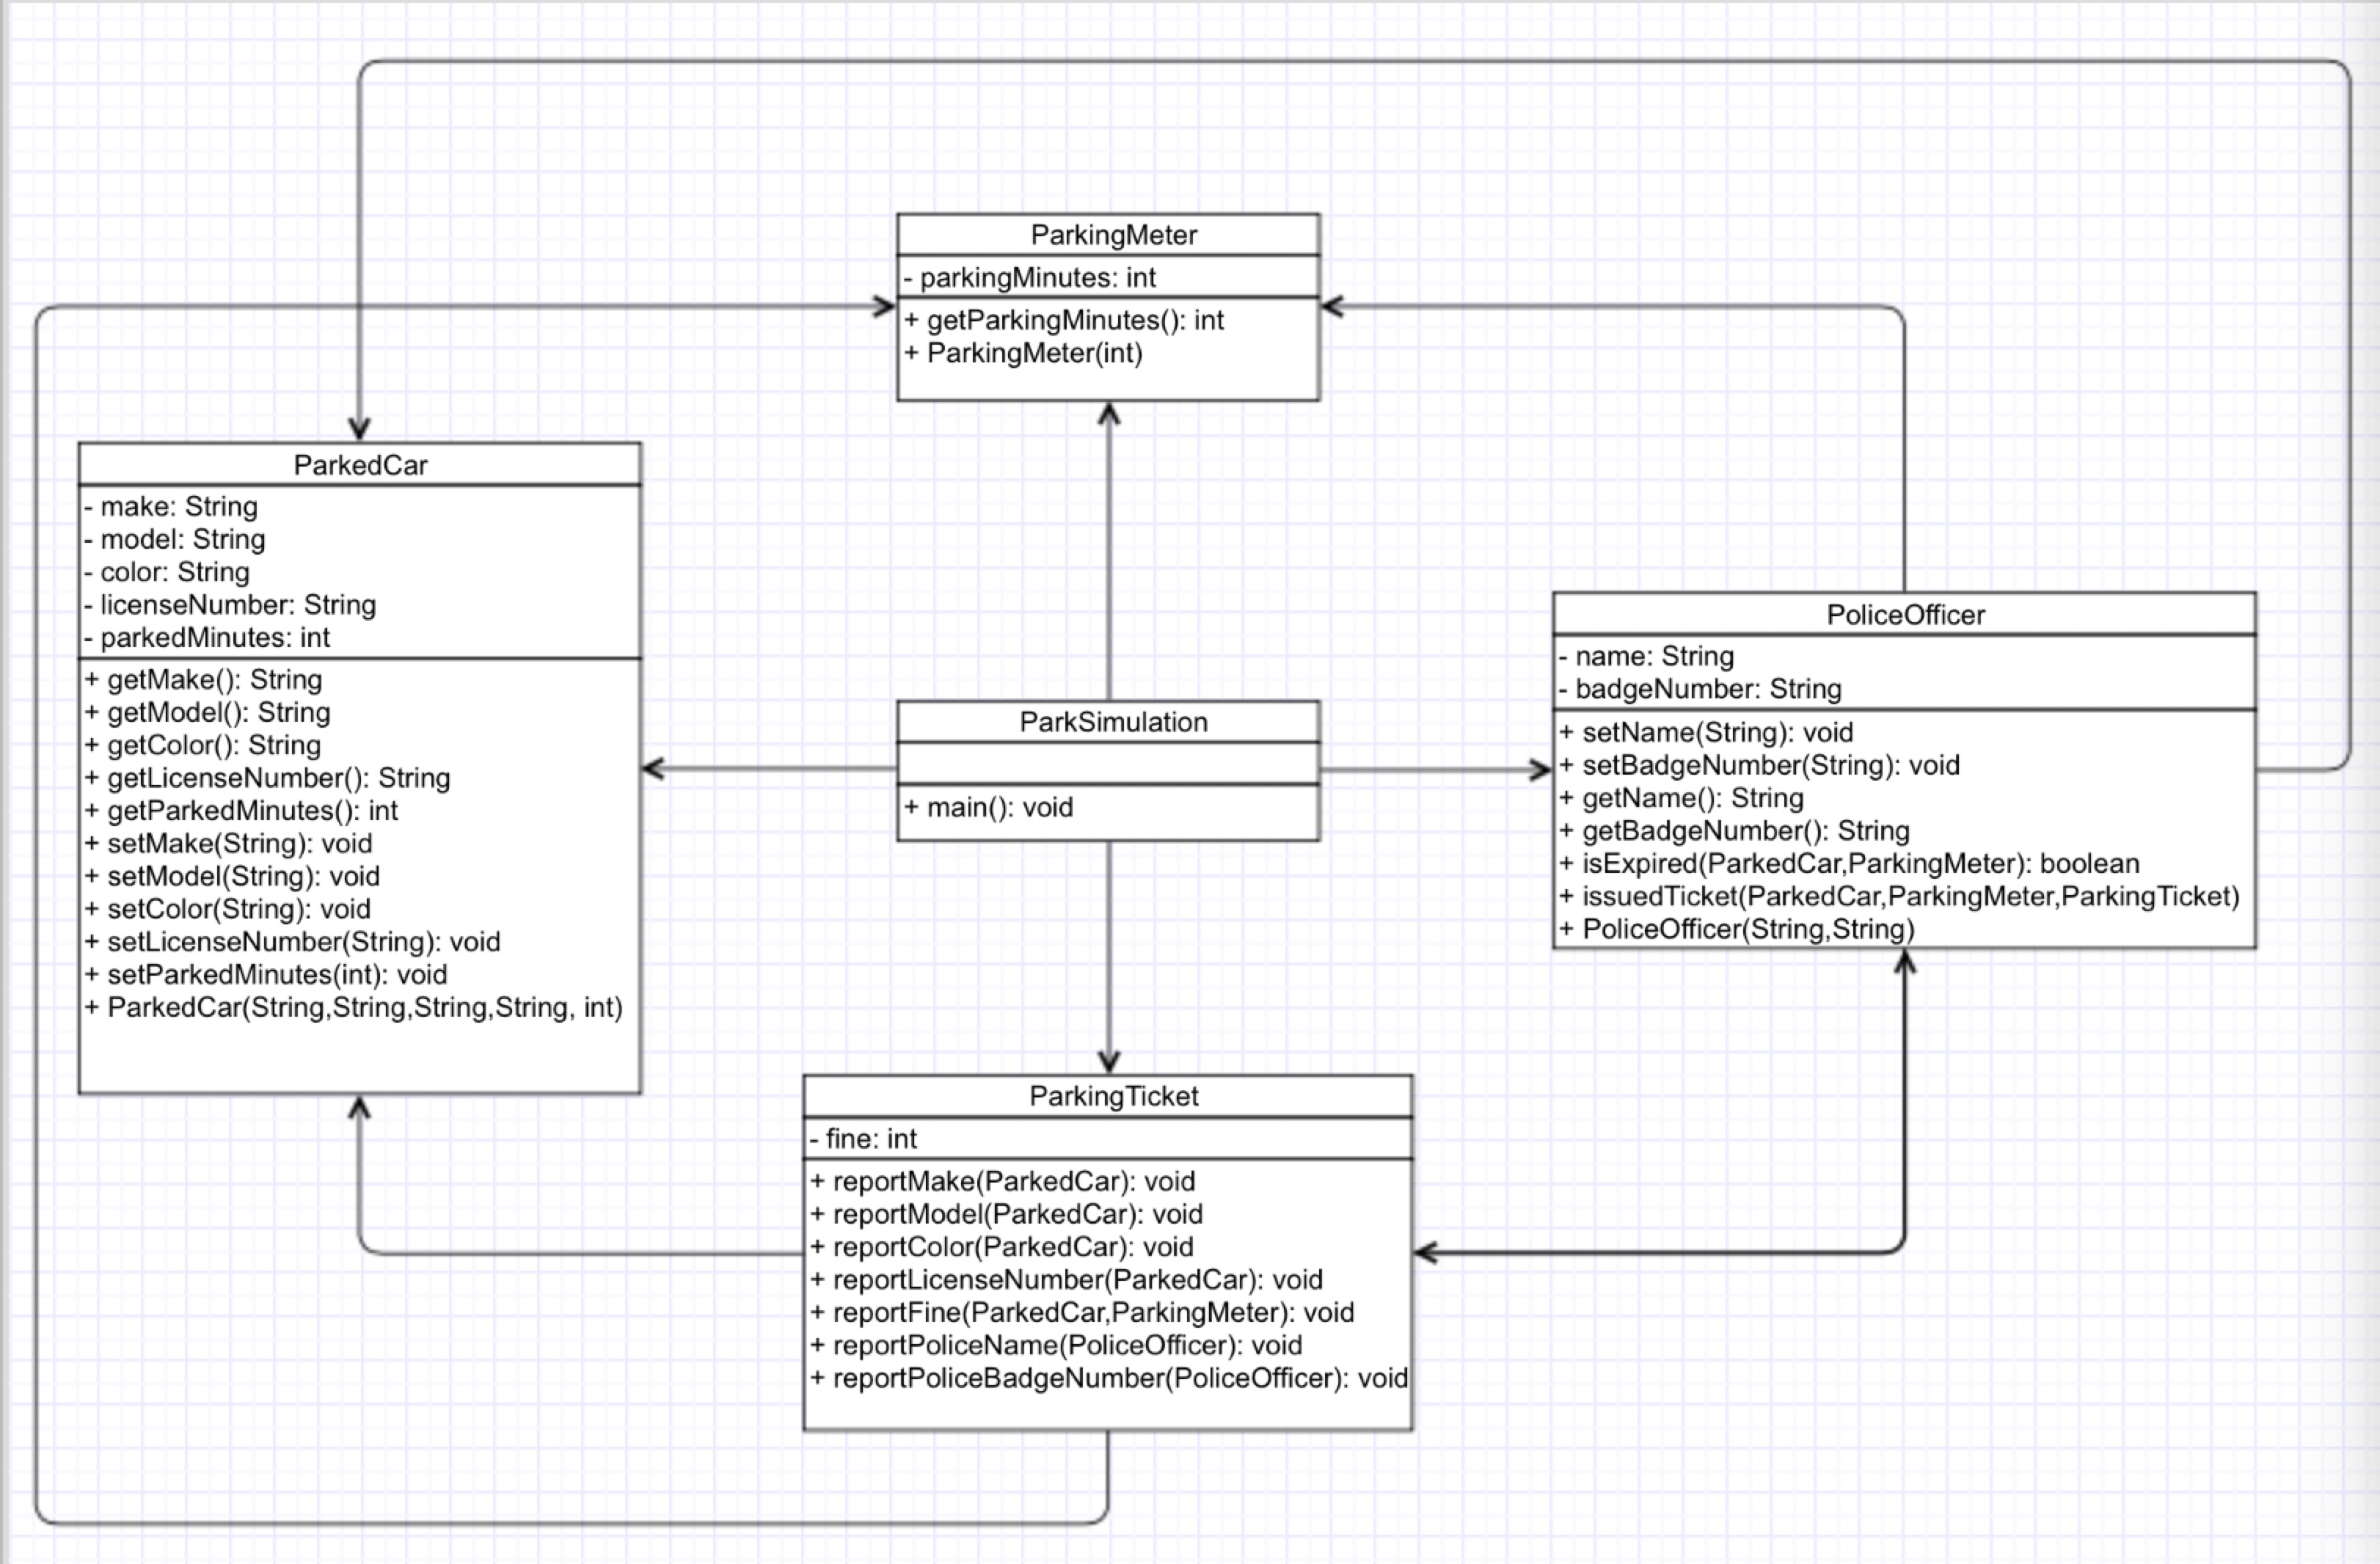 ParkingMeter
- parkingMinutes: int
+ getParkingMinutes(): int
+ ParkingMeter(int)
ParkedCar
- make: String
- model: String
- color: String
- licenseNumber: String
- parkedMinutes: int
+ getMake(): String
+ getModel(): String
+ getColor(): String
+ getLicenseNumber(): String
+ getParkedMinutes(): int
+ setMake(String): void
+ setModel(String): void
+ setColor(String): void
+ setLicenseNumber(String): void
+ setParkedMinutes(int): void
+ ParkedCar(String,String,String,String, int)
ParkSimulation
+ main(): void
PoliceOfficer
- name: String
- badgeNumber: String
+ setName(String): void
+ setBadgeNumber(String): void
+ getName(): String
+ getBadgeNumber(): String
+ isExpired(ParkedCar,ParkingMeter): boolean
+ issuedTicket(ParkedCar,ParkingMeter,ParkingTicket)
+ PoliceOfficer(String,String)
ParkingTicket
- fine: int
+ reportMake(ParkedCar): void
+ reportModel(ParkedCar): void
+ reportColor(ParkedCar): void
+ reportLicenseNumber(ParkedCar): void
+ reportFine(ParkedCar,ParkingMeter): void
+ reportPoliceName(PoliceOfficer): void
+ reportPoliceBadgeNumber(PoliceOfficer): void